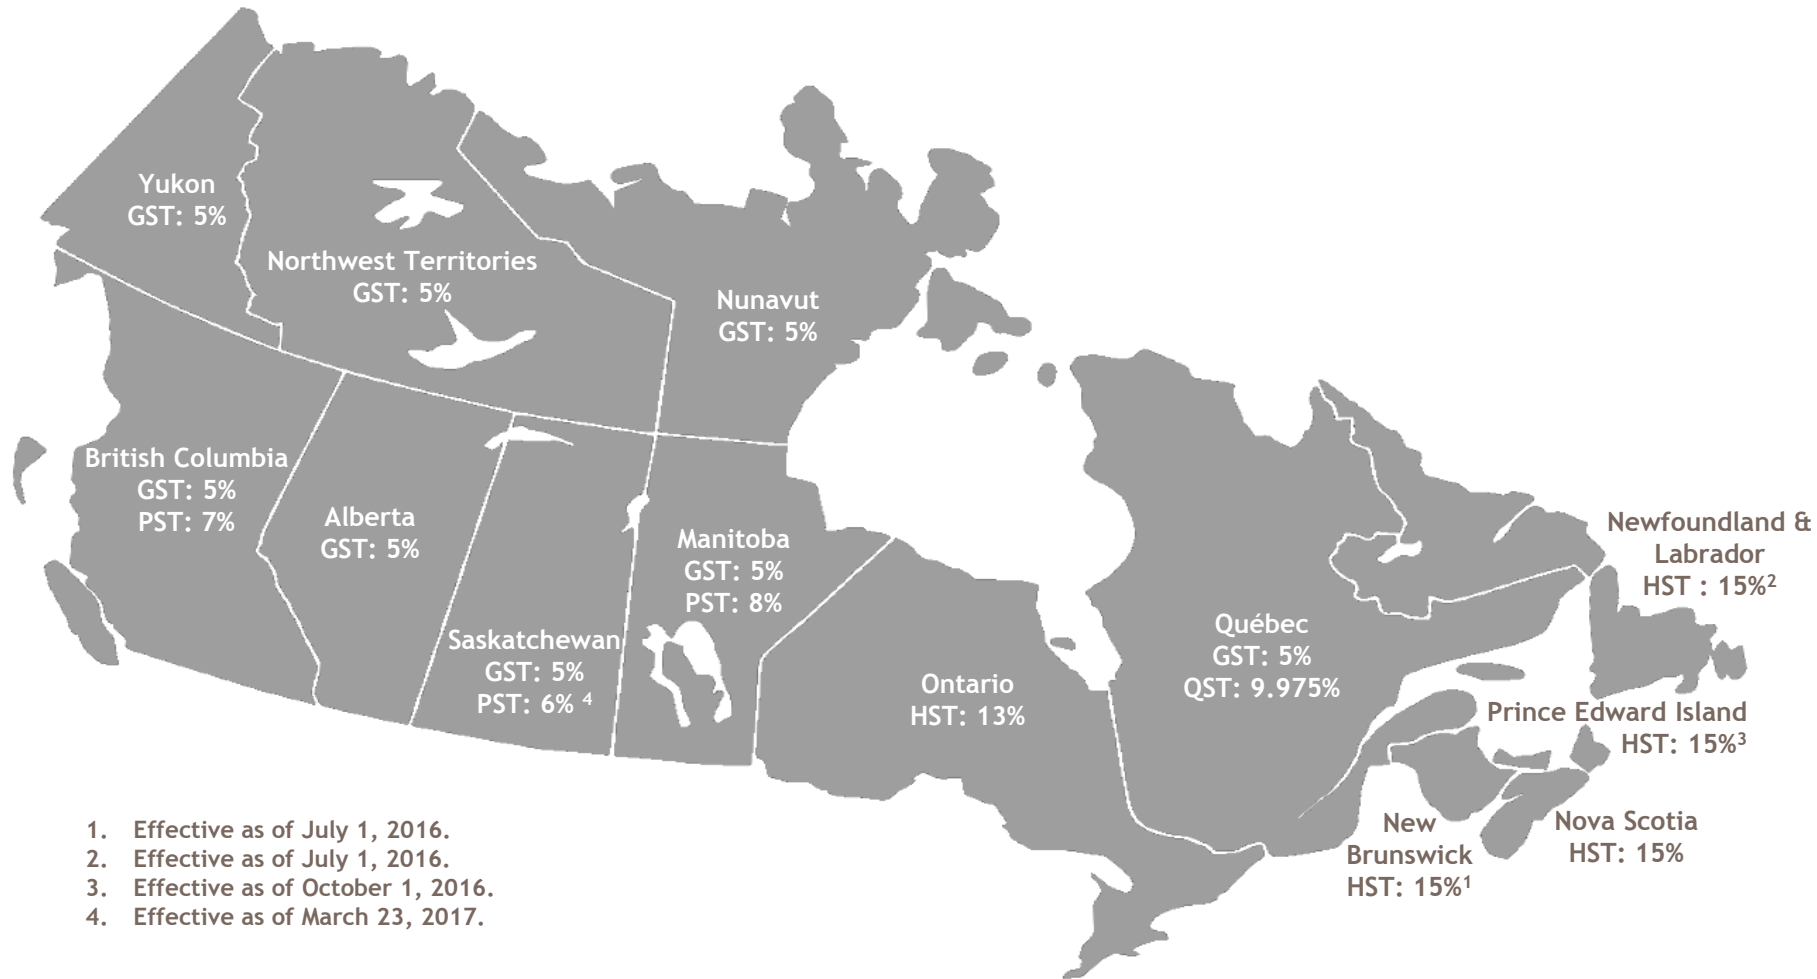 Yukon
GST: 5%
Northwest Territories
GST: 5%
Nunavut
GST: 5%
British Columbia
GST: 5%
PST: 7%
Alberta
GST: 5%
Saskatchewan
GST: 5%
PST: 6% ⁴
Manitoba
GST: 5%
PST: 8%
Ontario
HST: 13%
Québec
GST: 5%
QST: 9.975%
Newfoundland &
Labrador
HST : 15%²
Prince Edward Island
HST: 15%³
Nova Scotia
HST: 15%
New
Brunswick
HST: 15%¹
1. Effective as of July 1, 2016.
2. Effective as of July 1, 2016.
3. Effective as of October 1, 2016.
4. Effective as of March 23, 2017.